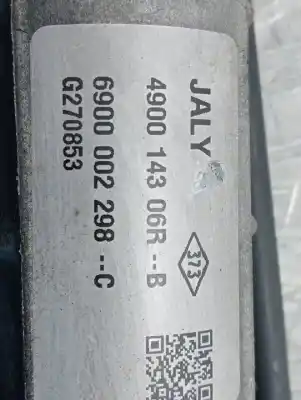 JALY
4900 143 06R --B
373
6900 002 298 --C
G270853